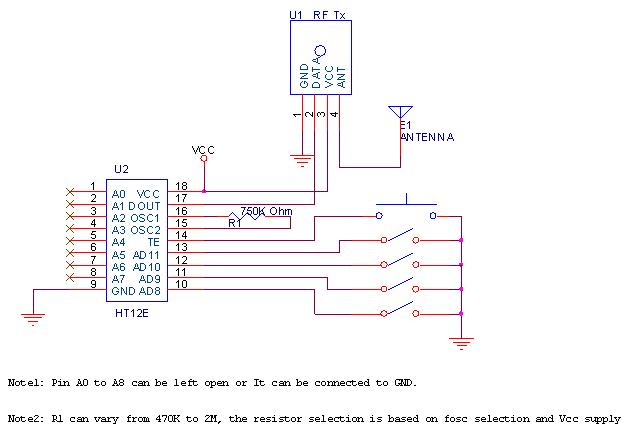 U1 RF Tx
GND
DATA
VCC
ANT
1
2
3
4
E1
ANTENNA
VCC
U2
1 A0 VCC 18
2 A1 DOUT 17
3 A2 OSC1 16
4 A3 OSC2 15
5 A4 TE 14
6 A5 AD11 13
7 A6 AD10 12
8 A7 AD9 11
9 GND AD8 10
750K Ohm
R1
HT12E
Note1: Pin A0 to A8 can be left open or It can be connected to GND.
Note2: R1 can vary from 470K to 2M, the resistor selection is based on fosc selection and Vcc supply